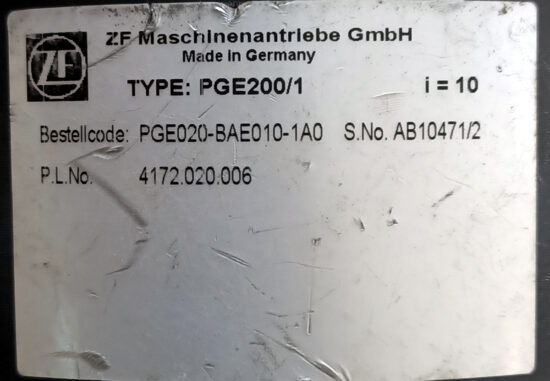 ZF
ZF Maschinenantriebe GmbH
Made in Germany
TYPE: PGE200/1 i = 10
Bestellcode: PGE020-BAE010-1A0 S.No. AB10471/2
P.L.No. 4172.020.006